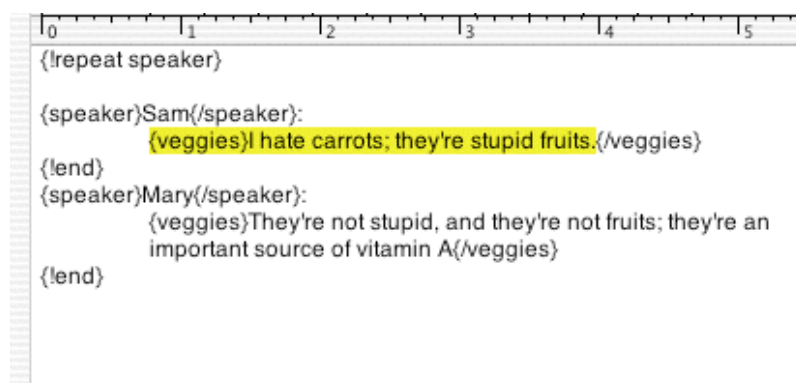 0 1 2 3 4 5
{!repeat speaker}
{speaker}Sam{/speaker}:
{veggies}I hate carrots; they're stupid fruits.{/veggies}
{!end}
{speaker}Mary{/speaker}:
{veggies}They're not stupid, and they're not fruits; they're an
important source of vitamin A{/veggies}
{!end}